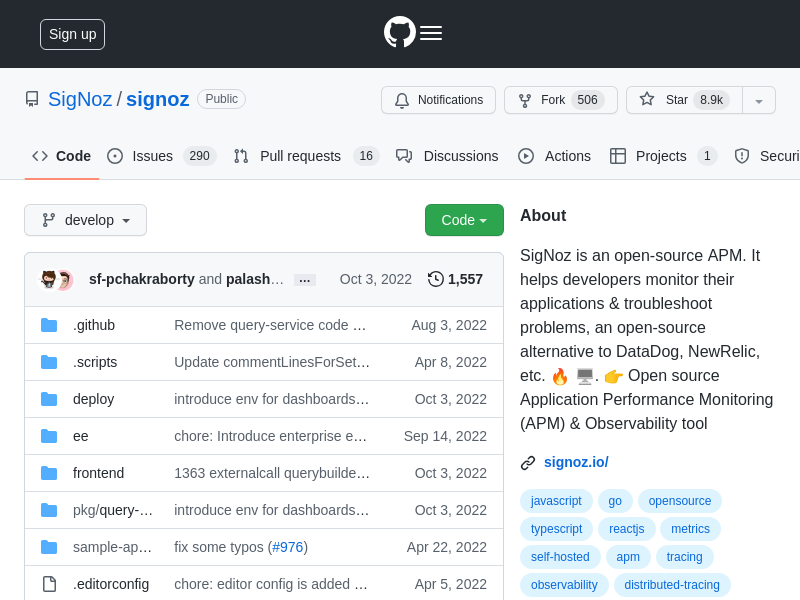 Sign up
SigNoz / signoz Public
Notifications
Fork 506
Star 8.9k
Code
Issues 290
Pull requests 16
Discussions
Actions
Projects 1
Securi
develop
Code
sf-pchakraborty and palash… ...
Oct 3, 2022
1,557
.github Remove query-service code … Aug 3, 2022
.scripts Update commentLinesForSet… Apr 8, 2022
deploy introduce env for dashboards… Oct 3, 2022
ee chore: Introduce enterprise e… Sep 14, 2022
frontend 1363 externalcall querybuilde… Oct 3, 2022
pkg/query-… introduce env for dashboards… Oct 3, 2022
sample-ap… fix some typos (#976) Apr 22, 2022
.editorconfig chore: editor config is added … Apr 5, 2022
About
SigNoz is an open-source APM. It
helps developers monitor their
applications & troubleshoot
problems, an open-source
alternative to DataDog, NewRelic,
etc. 🔥 🖥. 👉 Open source
Application Performance Monitoring
(APM) & Observability tool
signoz.io/
javascript go opensource
typescript reactjs metrics
self-hosted apm tracing
observability distributed-tracing